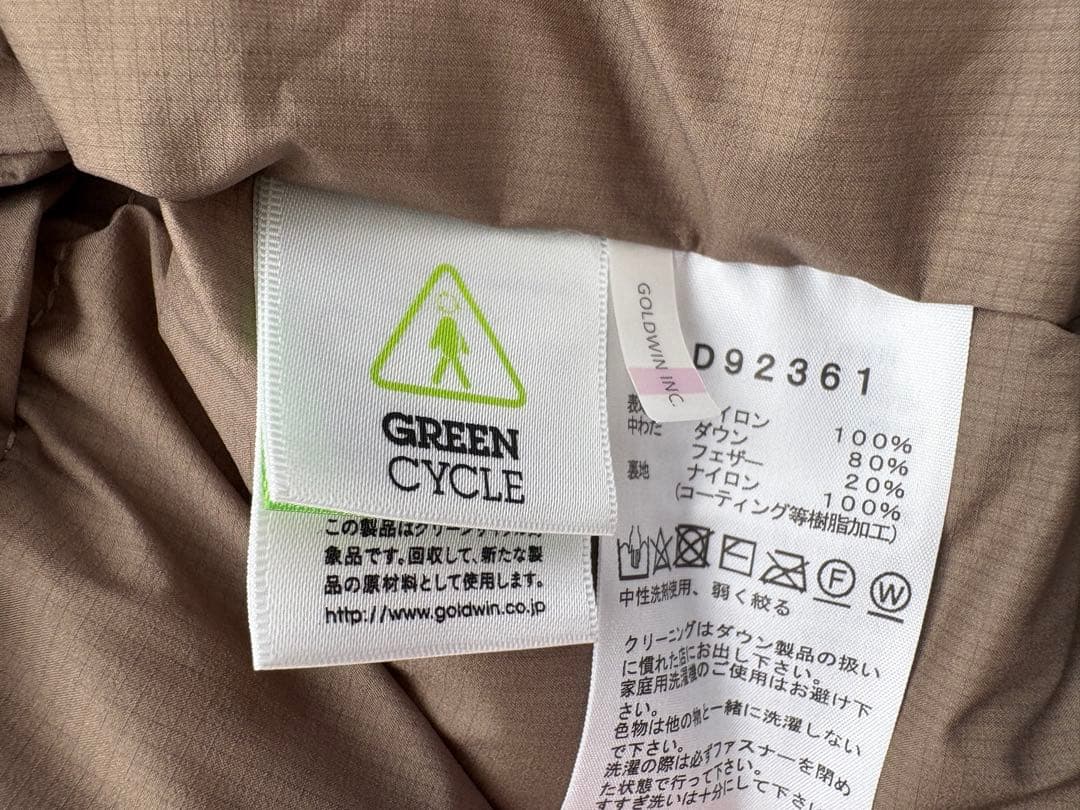 GREEN
CYCLE
この製品はグリーンサイクル対
象品です。回収して、新たな製
品の原材料として使用します。
http://www.goldwin.co.jp
GOLDWIN INC.
D92361
表 イロン 100%
中わた ダウン 80%
フェザー 20%
裏地 ナイロン 100%
(コーティング等樹脂加工)
F W
中性洗剤使用、弱く絞る
クリーニングはダウン製品の扱い
に慣れた店にお出し下さい。
家庭用洗濯機のご使用はお避け下
さい。
色物は他の物と一緒に洗濯しない
で下さい。
洗濯の際は必ずファスナーを閉め
た状態で行って下さい。
すすぎ洗いは十分にして下さい